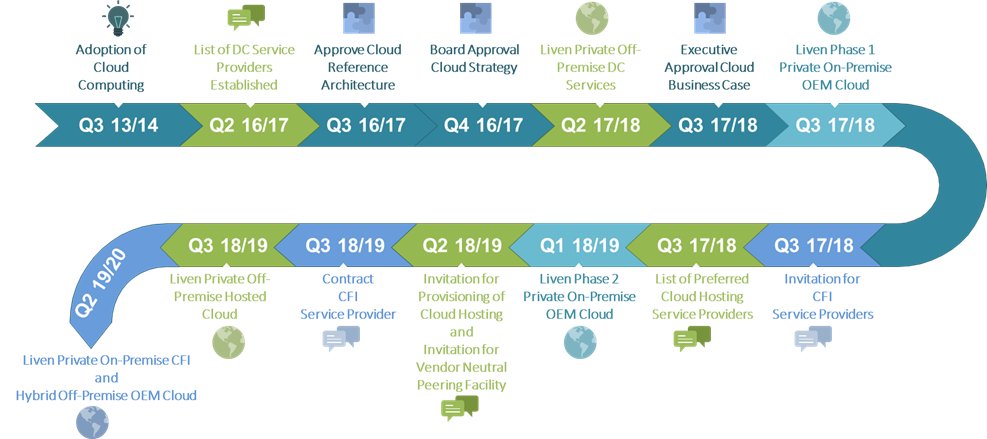 Adoption of
Cloud
Computing
List of DC Service
Providers
Established
Approve Cloud
Reference
Architecture
Board Approval
Cloud Strategy
Liven Private Off-
Premise DC
Services
Executive
Approval Cloud
Business Case
Liven Phase 1
Private On-Premise
OEM Cloud
Q3 13/14
Q2 16/17
Q3 16/17
Q4 16/17
Q2 17/18
Q3 17/18
Q3 17/18
Q3 17/18
Invitation for
CFI
Service Providers
Q3 17/18
List of Preferred
Cloud Hosting
Service Providers
Q1 18/19
Liven Phase 2
Private On-Premise
OEM Cloud
Q2 18/19
Invitation for
Provisioning of
Cloud Hosting
and
Invitation for
Vendor Neutral
Peering Facility
Q3 18/19
Contract
CFI
Service Provider
Q3 18/19
Liven Private Off-
Premise Hosted
Cloud
Q2 19/20
Liven Private On-Premise CFI
and
Hybrid Off-Premise OEM Cloud